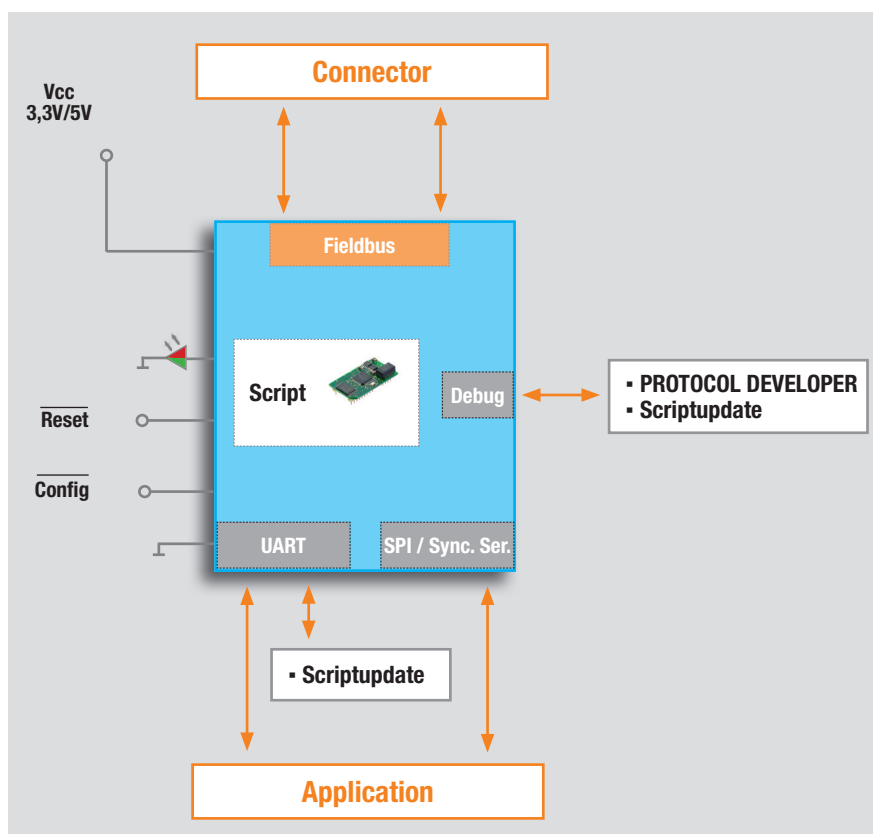 Connector
Vcc
3,3V/5V
Fieldbus
Script
Debug
▪ PROTOCOL DEVELOPER
▪ Scriptupdate
Reset
Config
UART
SPI / Sync. Ser.
▪ Scriptupdate
Application